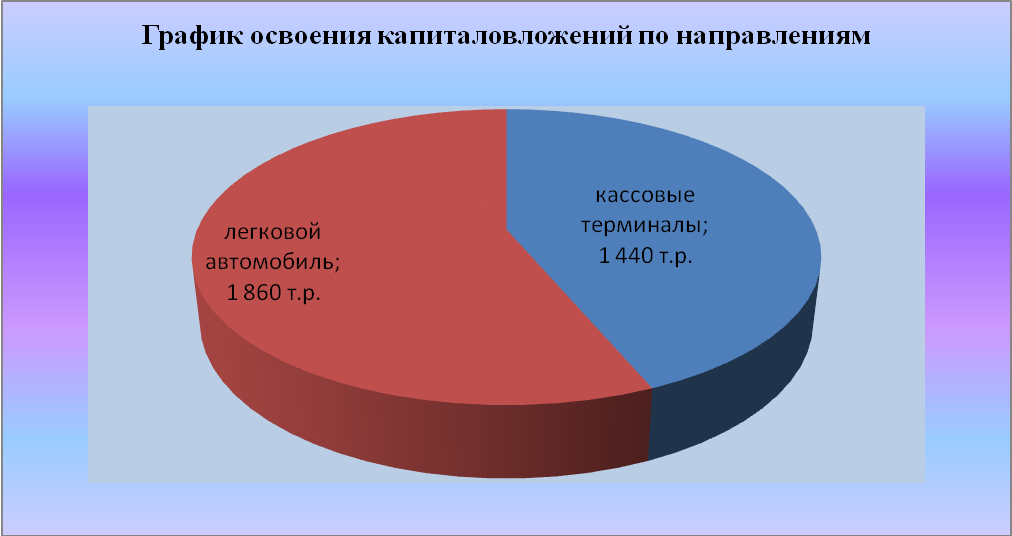 График освоения капиталовложений по направлениям
кассовые
терминалы;
1 440 т.р.
легковой
автомобиль;
1 860 т.р.